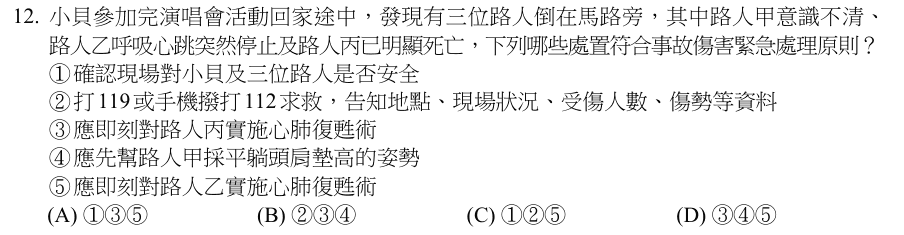 12. 小貝參加完演唱會活動回家途中，發現有三位路人倒在馬路旁，其中路人甲意識不清、
路人乙呼吸心跳突然停止及路人丙已明顯死亡，下列哪些處置符合事故傷害緊急處理原則？
①確認現場對小貝及三位路人是否安全
②打119或手機撥打112求救，告知地點、現場狀況、受傷人數、傷勢等資料
③應即刻對路人丙實施心肺復甦術
④應先幫路人甲採平躺頭肩墊高的姿勢
⑤應即刻對路人乙實施心肺復甦術
(A) ①③⑤ (B) ②③④ (C) ①②⑤ (D) ③④⑤